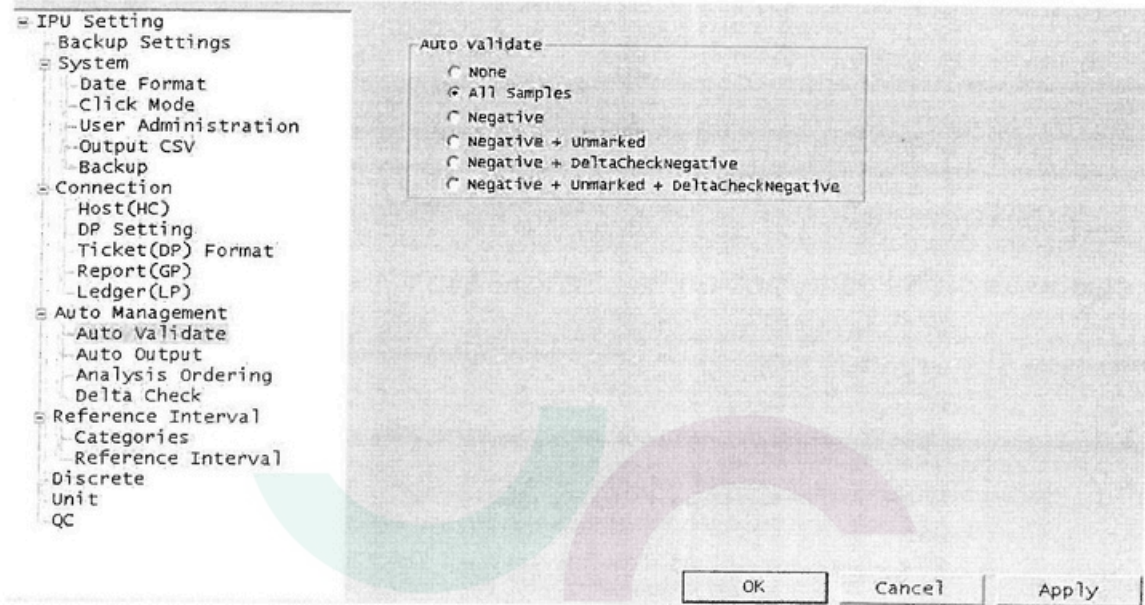 IPU Setting
Backup Settings
System
Date Format
Click Mode
User Administration
Output CSV
Backup
Connection
Host(HC)
DP Setting
Ticket(DP) Format
Report(GP)
Ledger(LP)
Auto Management
Auto Validate
Auto Output
Analysis Ordering
Delta Check
Reference Interval
Categories
Reference Interval
Discrete
Unit
QC
Auto Validate
None
All Samples
Negative
Negative + Unmarked
Negative + DeltaCheckNegative
Negative + Unmarked + DeltaCheckNegative
OK
Cancel
Apply